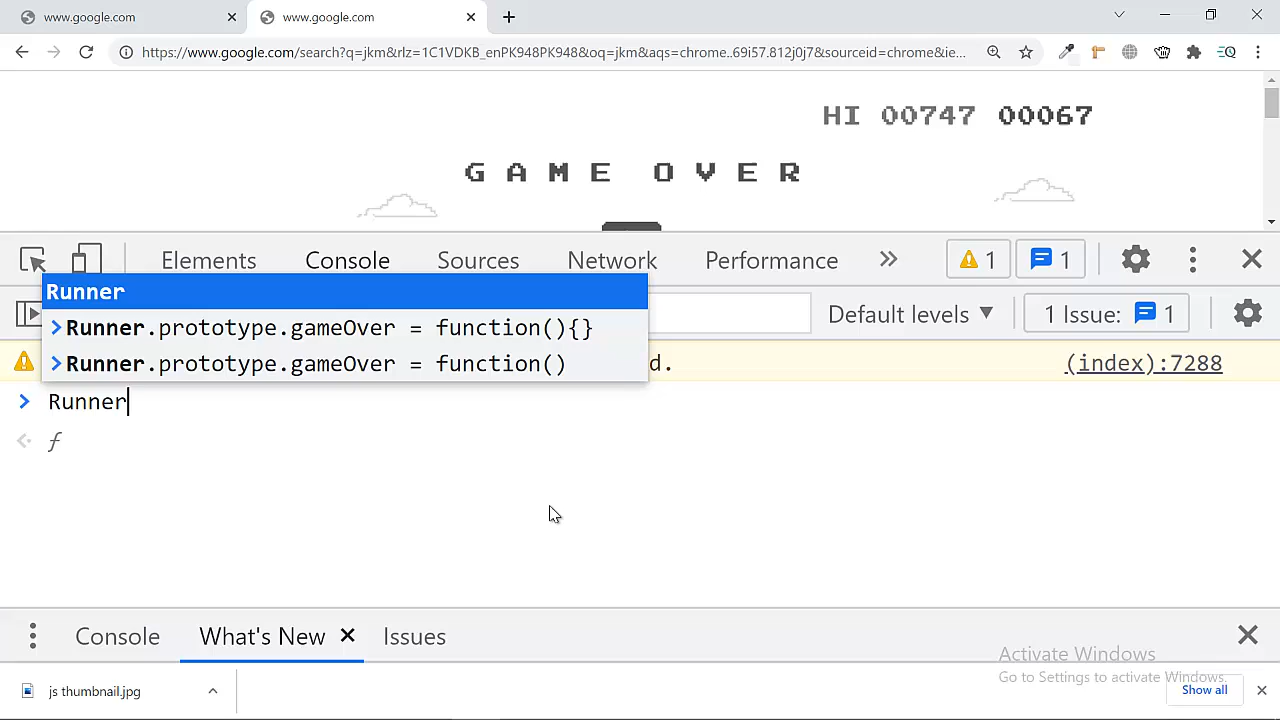 www.google.com
www.google.com
https://www.google.com/search?q=jkm&rlz=1C1VDKB_enPK948PK948&oq=jkm&aqs=chrome..69i57.812j0j7&sourceid=chrome&ie...
HI 00747 00067
GAME OVER
Elements Console Sources Network Performance » 1 1
Runner
Default levels ▼ 1 Issue: 1
>Runner.prototype.gameOver = function(){}
>Runner.prototype.gameOver = function()
d. (index):7288
> Runner
f
Console What's New × Issues
Activate Windows
Go to Settings to activate Windows.
js thumbnail.jpg
Show all